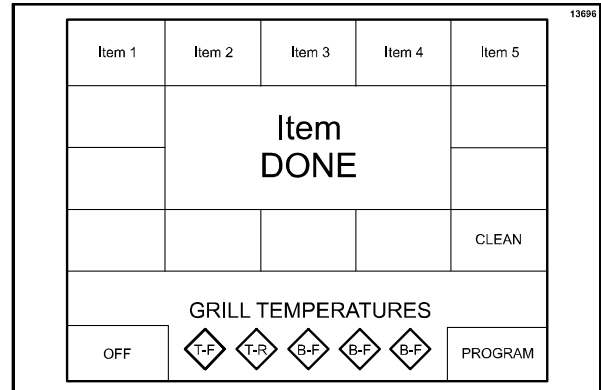 13696
Item 1 Item 2 Item 3 Item 4 Item 5
Item
DONE
CLEAN
GRILL TEMPERATURES
OFF T-F T-R B-F B-F B-F PROGRAM